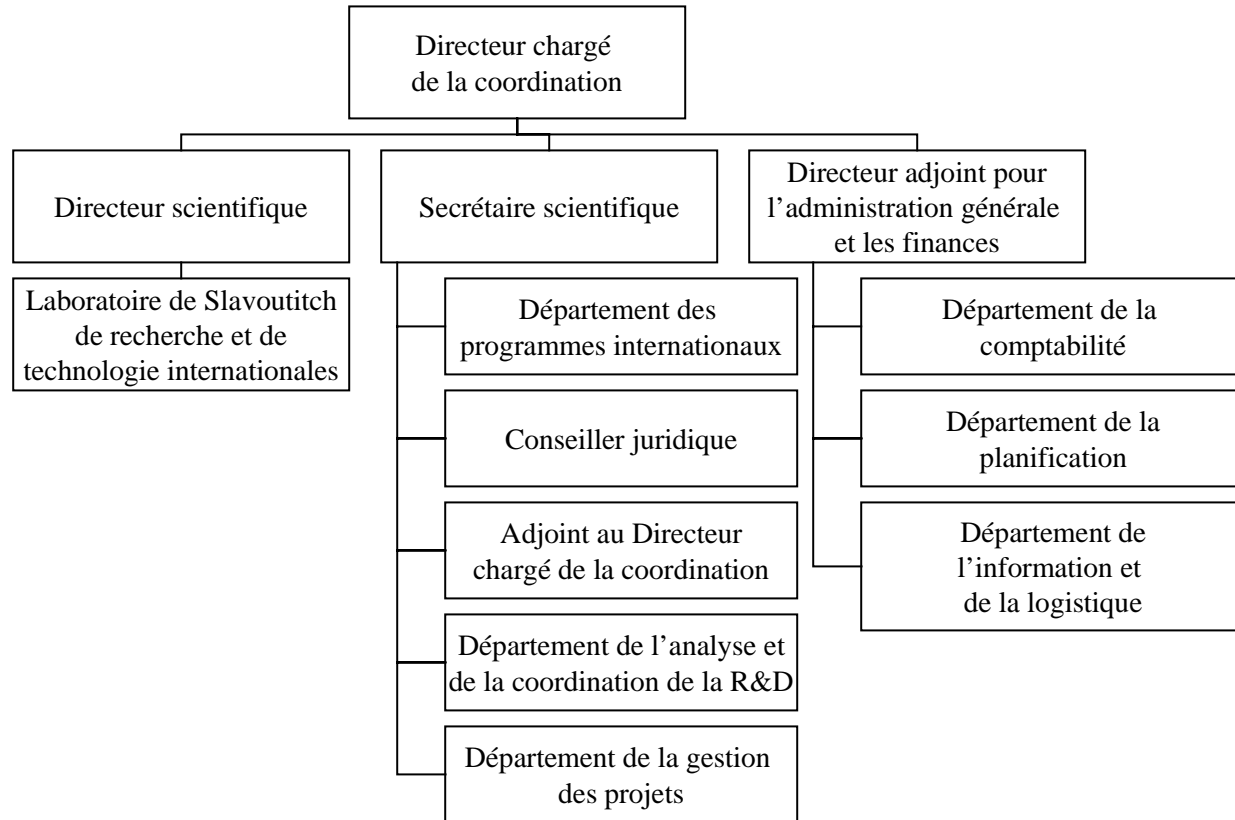 Directeur chargé
de la coordination
Directeur scientifique
Secrétaire scientifique
Directeur adjoint pour
l’administration générale
et les finances
Laboratoire de Slavoutitch
de recherche et de
technologie internationales
Département des
programmes internationaux
Conseiller juridique
Adjoint au Directeur
chargé de la coordination
Département de l’analyse et
de la coordination de la R&D
Département de la gestion
des projets
Département de la
comptabilité
Département de la
planification
Département de
l’information et
de la logistique